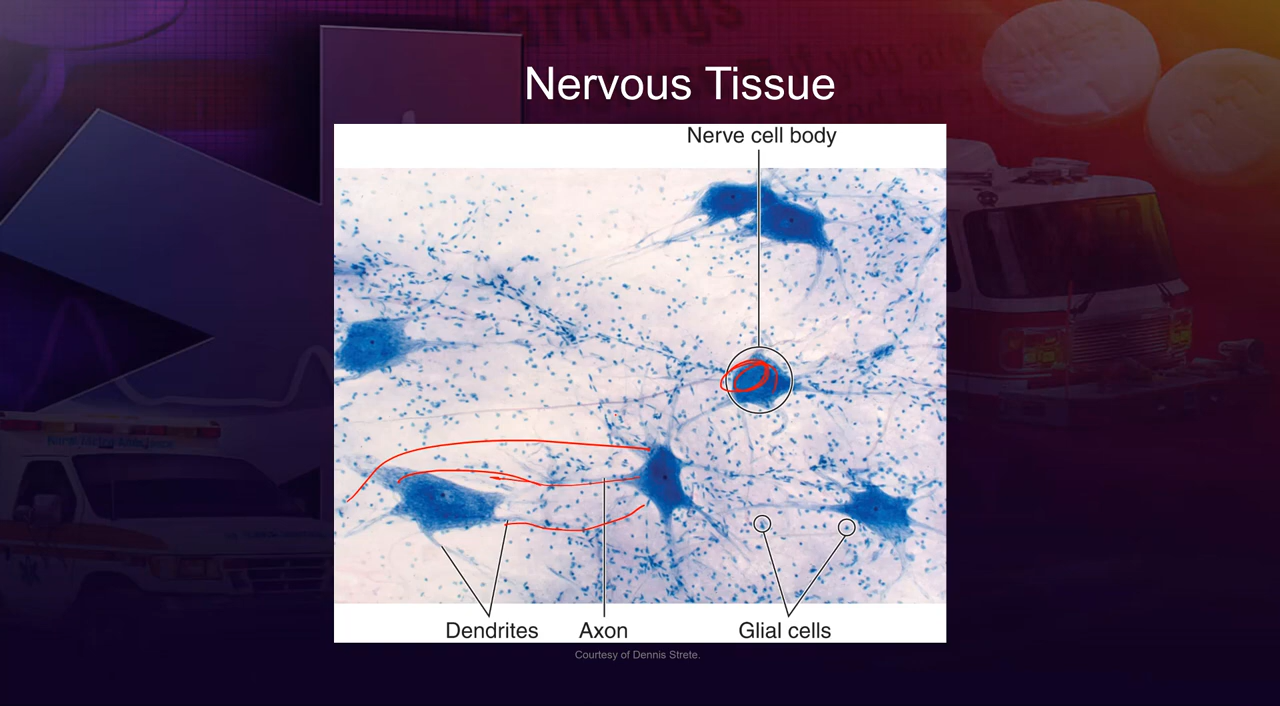 Nervous Tissue
Nerve cell body
Dendrites
Axon
Glial cells
Courtesy of Dennis Strete.